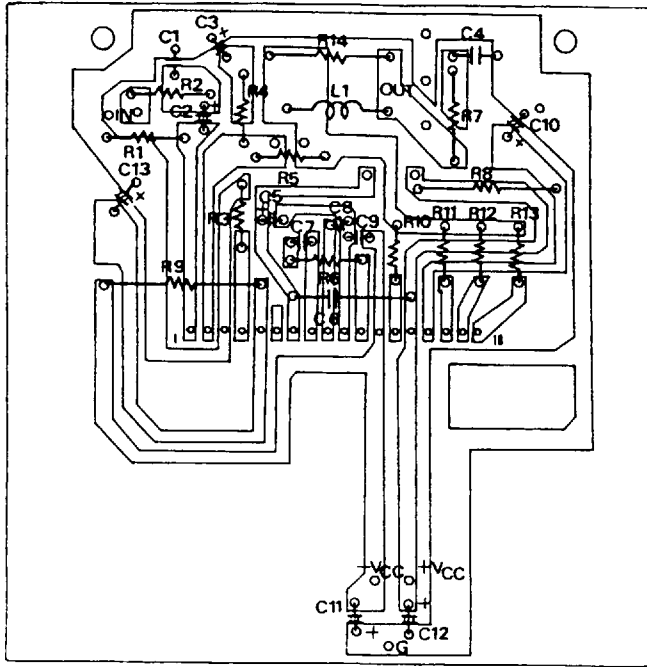 C3
C1
R14
C4
R2
R4
L1
OUT
IN
C2
+
R7
C10
R1
C13
R5
R8
R3
C5
C8
C9
R10
R11
R12
R13
C7
R6
R9
C6
1
18
+VCC
+VCC
C11
+
+
C12
G